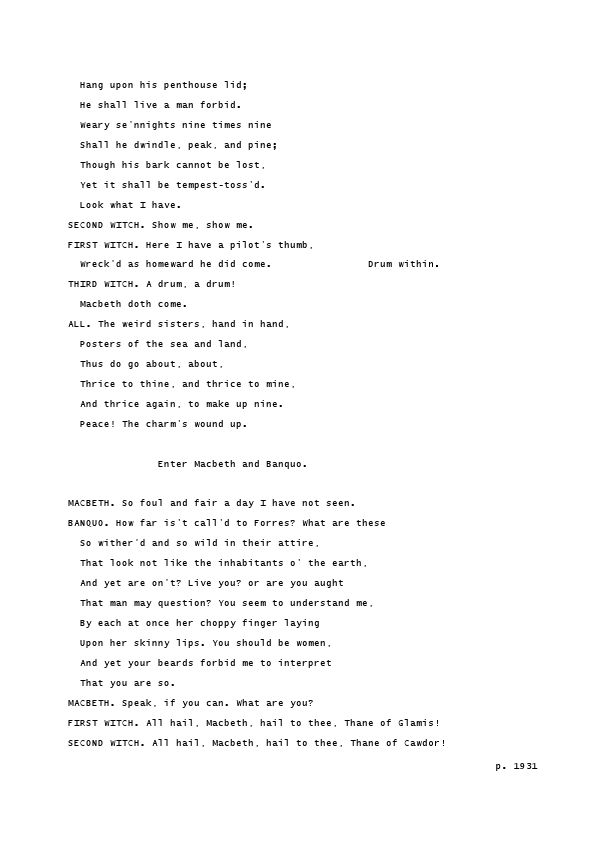 Hang upon his penthouse lid;
He shall live a man forbid.
Weary se'nnights nine times nine
Shall he dwindle, peak, and pine;
Though his bark cannot be lost,
Yet it shall be tempest-toss'd.
Look what I have.
SECOND WITCH. Show me, show me.
FIRST WITCH. Here I have a pilot's thumb,
Wreck'd as homeward he did come. Drum within.
THIRD WITCH. A drum, a drum!
Macbeth doth come.
ALL. The weird sisters, hand in hand,
Posters of the sea and land,
Thus do go about, about,
Thrice to thine, and thrice to mine,
And thrice again, to make up nine.
Peace! The charm's wound up.
Enter Macbeth and Banquo.
MACBETH. So foul and fair a day I have not seen.
BANQUO. How far is't call'd to Forres? What are these
So wither'd and so wild in their attire,
That look not like the inhabitants o' the earth,
And yet are on't? Live you? or are you aught
That man may question? You seem to understand me,
By each at once her choppy finger laying
Upon her skinny lips. You should be women,
And yet your beards forbid me to interpret
That you are so.
MACBETH. Speak, if you can. What are you?
FIRST WITCH. All hail, Macbeth, hail to thee, Thane of Glamis!
SECOND WITCH. All hail, Macbeth, hail to thee, Thane of Cawdor!
p. 1931